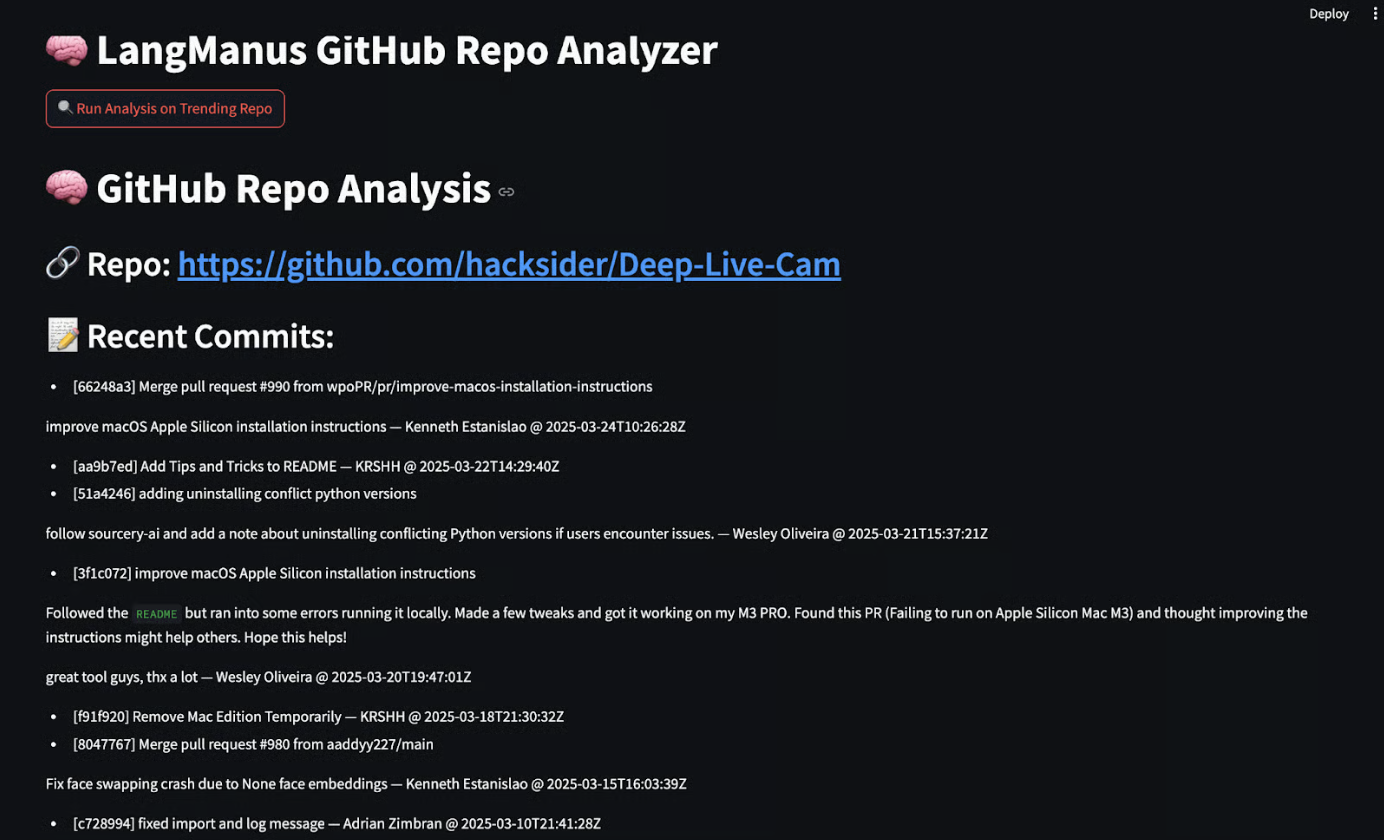 Deploy
LangManus GitHub Repo Analyzer
Run Analysis on Trending Repo
GitHub Repo Analysis
Repo: https://github.com/hacksider/Deep-Live-Cam
Recent Commits:
• [66248a3] Merge pull request #990 from wpoPR/pr/improve-macos-installation-instructions
improve macOS Apple Silicon installation instructions — Kenneth Estanislao @ 2025-03-24T10:26:28Z
• [aa9b7ed] Add Tips and Tricks to README — KRSHH @ 2025-03-22T14:29:40Z
• [51a4246] adding uninstalling conflict python versions
follow sourcery-ai and add a note about uninstalling conflicting Python versions if users encounter issues. — Wesley Oliveira @ 2025-03-21T15:37:21Z
• [3f1c072] improve macOS Apple Silicon installation instructions
Followed the README but ran into some errors running it locally. Made a few tweaks and got it working on my M3 PRO. Found this PR (Failing to run on Apple Silicon Mac M3) and thought improving the
instructions might help others. Hope this helps!
great tool guys, thx a lot — Wesley Oliveira @ 2025-03-20T19:47:01Z
• [f91f920] Remove Mac Edition Temporarily — KRSHH @ 2025-03-18T21:30:32Z
• [8047767] Merge pull request #980 from aaddyy227/main
Fix face swapping crash due to None face embeddings — Kenneth Estanislao @ 2025-03-15T16:03:39Z
• [c728994] fixed import and log message — Adrian Zimbran @ 2025-03-10T21:41:28Z